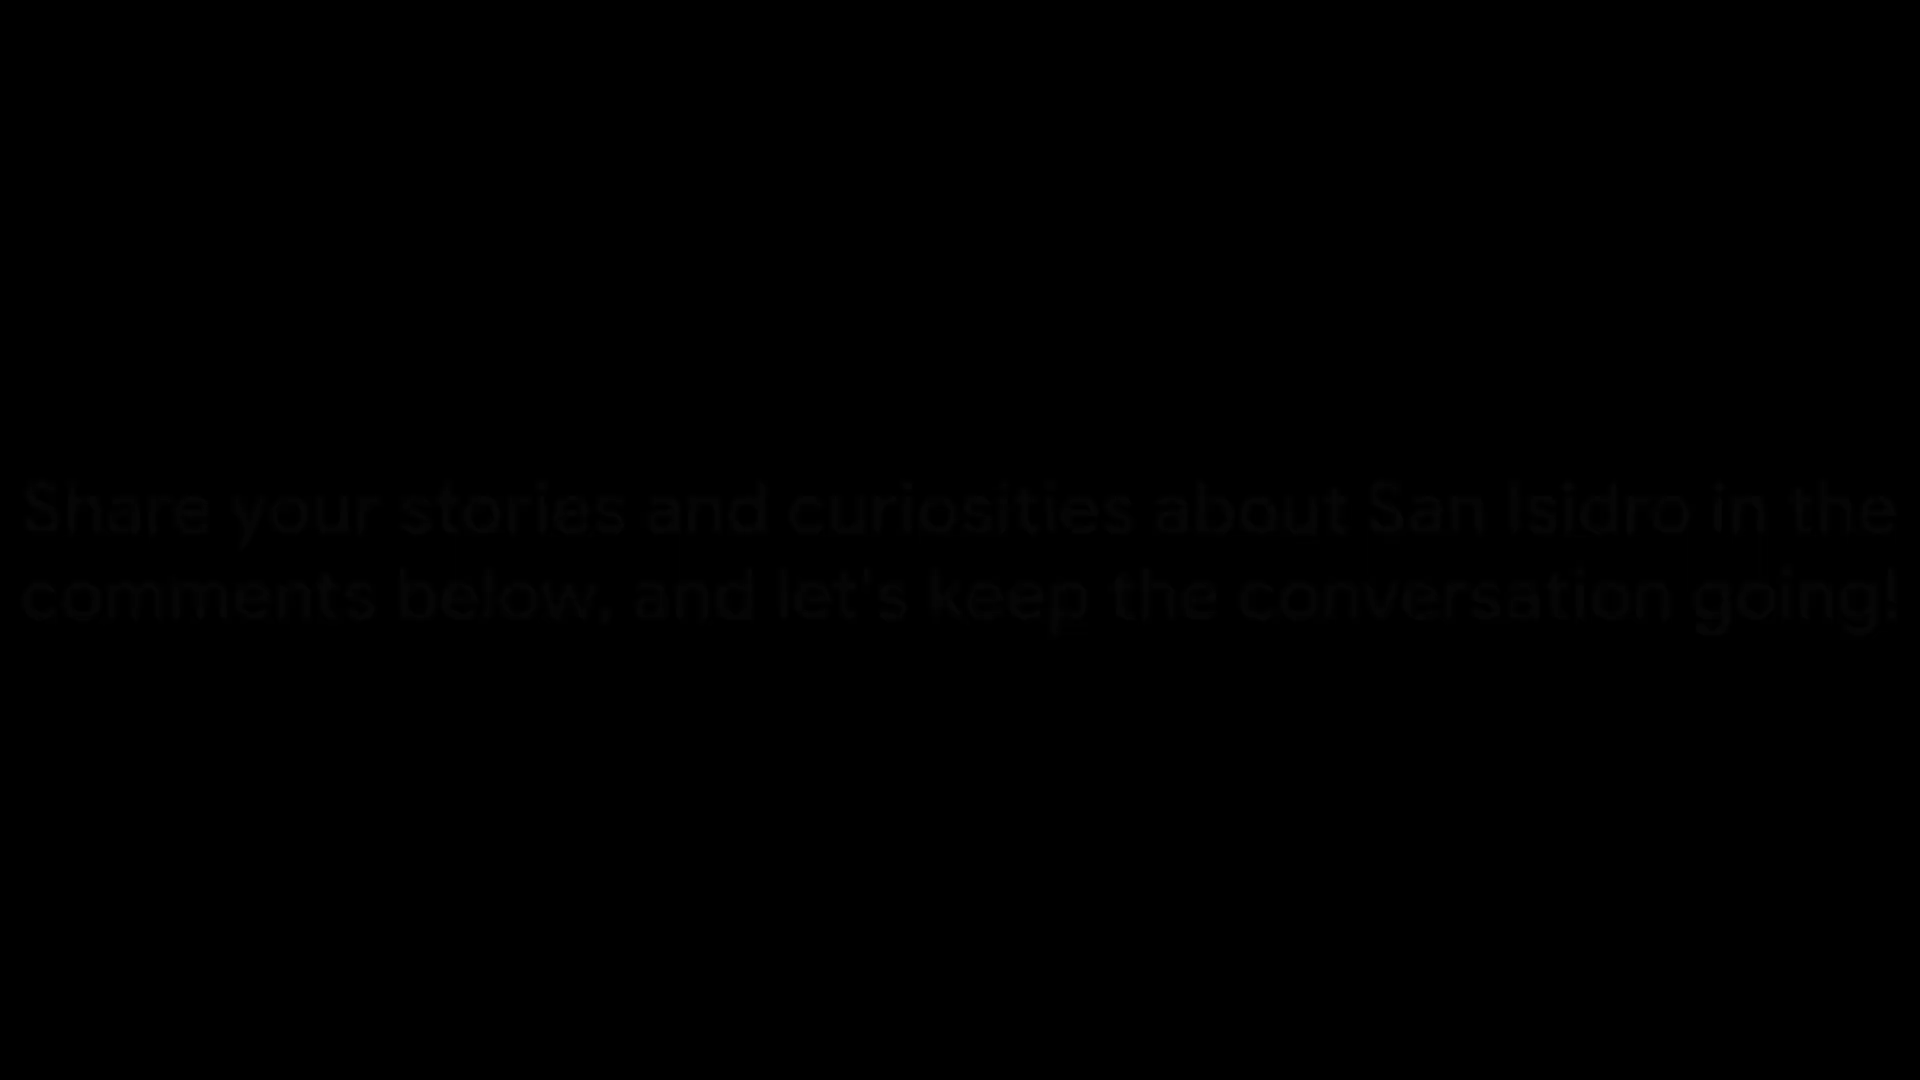 Share your stories and curiosities about San Isidro in the
comments below, and let's keep the conversation going!